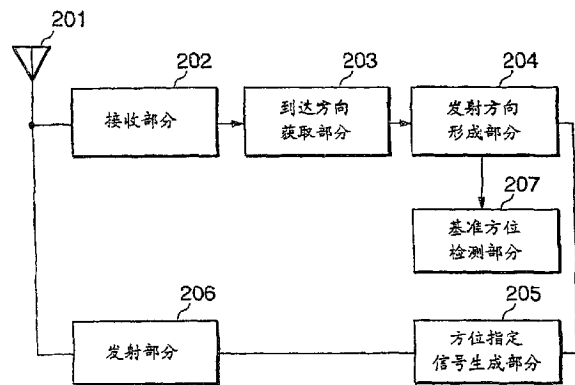 201
202
203
204
接收部分
到达方向
获取部分
发射方向
形成部分
207
基准方位
检测部分
206
205
发射部分
方位指定
信号生成部分